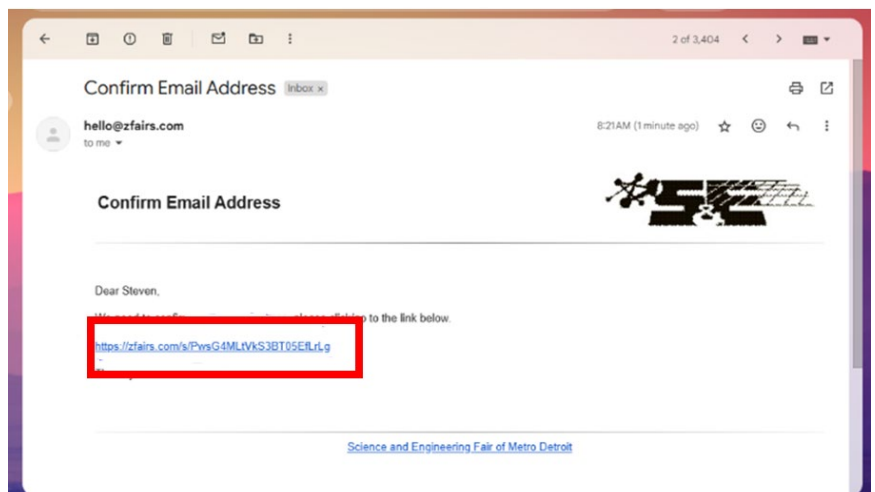 2 of 3,404
Confirm Email Address Inbox x
hello@zfairs.com
8:21AM (1 minute ago)
to me
Confirm Email Address
S&E
Dear Steven,
to the link below.
https://zfairs.com/s/PwsG4MLtVkS3BT05EfLrLg
Science and Engineering Fair of Metro Detroit